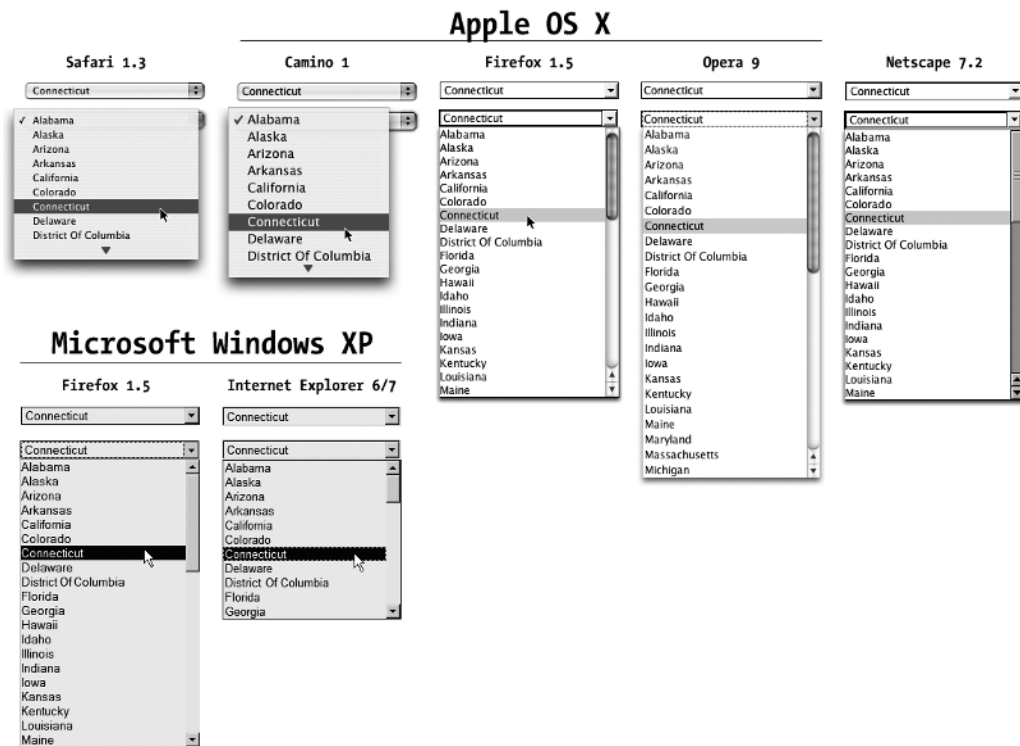 Apple OS X
Safari 1.3
Connecticut
✓ Alabama
Alaska
Arizona
Arkansas
California
Colorado
Connecticut
Delaware
District Of Columbia
Camino 1
Connecticut
✓ Alabama
Alaska
Arizona
Arkansas
California
Colorado
Connecticut
Delaware
District Of Columbia
Firefox 1.5
Connecticut
Connecticut
Alabama
Alaska
Arizona
Arkansas
California
Colorado
Connecticut
Delaware
District Of Columbia
Florida
Georgia
Hawaii
Idaho
Illinois
Indiana
Iowa
Kansas
Kentucky
Louisiana
Maine
Opera 9
Connecticut
Connecticut
Alabama
Alaska
Arizona
Arkansas
California
Colorado
Connecticut
Delaware
District Of Columbia
Florida
Georgia
Hawaii
Idaho
Illinois
Indiana
Iowa
Kansas
Kentucky
Louisiana
Maine
Maryland
Massachusetts
Michigan
Netscape 7.2
Connecticut
Connecticut
Alabama
Alaska
Arizona
Arkansas
California
Colorado
Connecticut
Delaware
District Of Columbia
Florida
Georgia
Hawaii
Idaho
Illinois
Indiana
Iowa
Kansas
Kentucky
Louisiana
Maine
Microsoft Windows XP
Firefox 1.5
Connecticut
Connecticut
Alabama
Alaska
Arizona
Arkansas
California
Colorado
Connecticut
Delaware
District Of Columbia
Florida
Georgia
Hawaii
Idaho
Illinois
Indiana
Iowa
Kansas
Kentucky
Louisiana
Maine
Internet Explorer 6/7
Connecticut
Connecticut
Alabama
Alaska
Arizona
Arkansas
California
Colorado
Connecticut
Delaware
District Of Columbia
Florida
Georgia